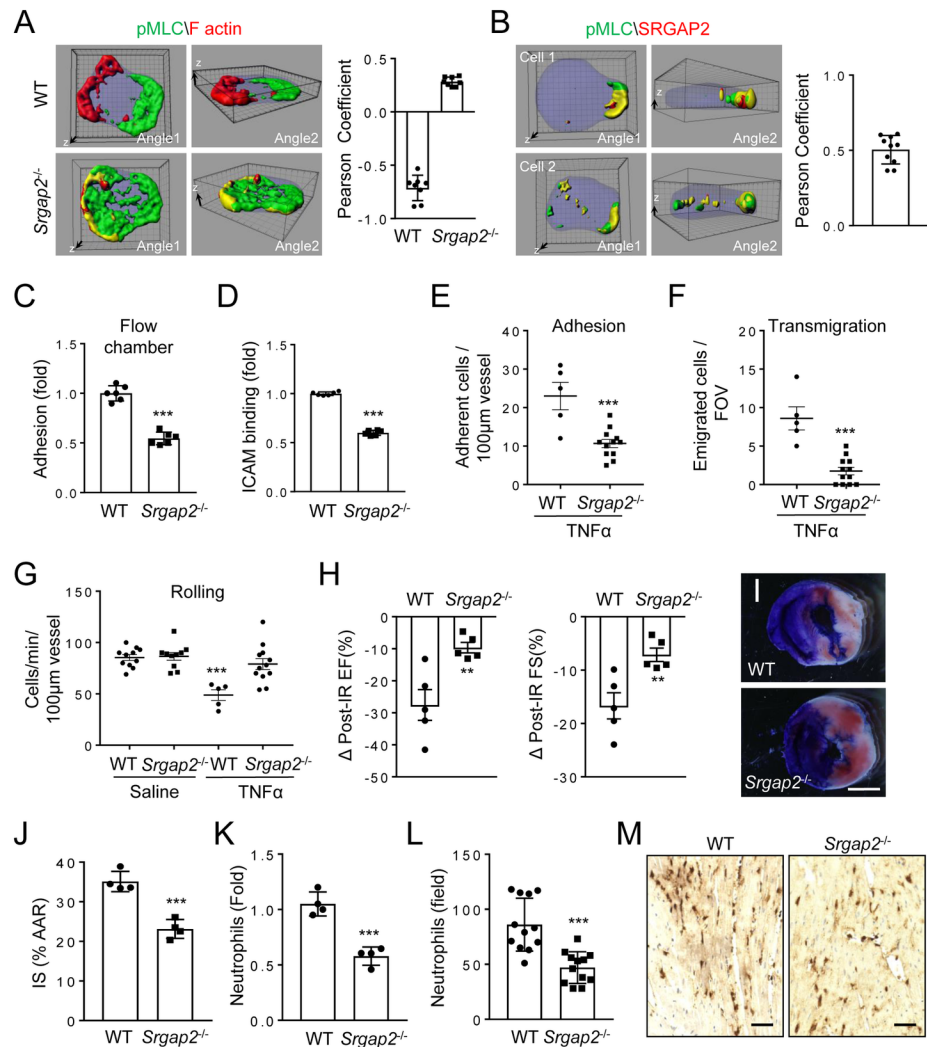 A
pMLC\F actin
WT
Srgap2-/-
z
Angle1
z
Angle2
z
Angle1
z
Angle2
Pearson Coefficient
0.5
0.0
-0.5
-1.0
WT Srgap2-/-
B
pMLC\SRGAP2
Cell 1
z
Angle1
z
Angle2
Cell 2
z
Angle1
z
Angle2
Pearson Coefficient
1.0
0.5
0.0
C
Flow
chamber
Adhesion (fold)
1.5
1.0
0.5
0.0
***
WT Srgap2-/-
D
ICAM binding (fold)
1.5
1.0
0.5
0.0
***
WT Srgap2-/-
E
Adhesion
Adherent cells /
100µm vessel
40
30
20
10
0
***
WT Srgap2-/-
TNFα
F
Transmigration
Emigrated cells /
FOV
20
15
10
5
0
***
WT Srgap2-/-
TNFα
G
Rolling
Cells/min/
100µm vessel
150
100
50
0
***
WT Srgap2-/- WT Srgap2-/-
Saline
TNFα
H
WT Srgap2-/-
Δ Post-IR EF(%)
0
-10
-20
-30
-40
-50
**
WT Srgap2-/-
Δ Post-IR FS(%)
0
-10
-20
-30
**
I
WT
Srgap2-/-
J
IS (% AAR)
40
30
20
10
0
***
WT Srgap2-/-
K
Neutrophils (Fold)
1.5
1.0
0.5
0.0
***
WT Srgap2-/-
L
Neutrophils (field)
150
100
50
0
***
WT Srgap2-/-
M
WT
Srgap2-/-